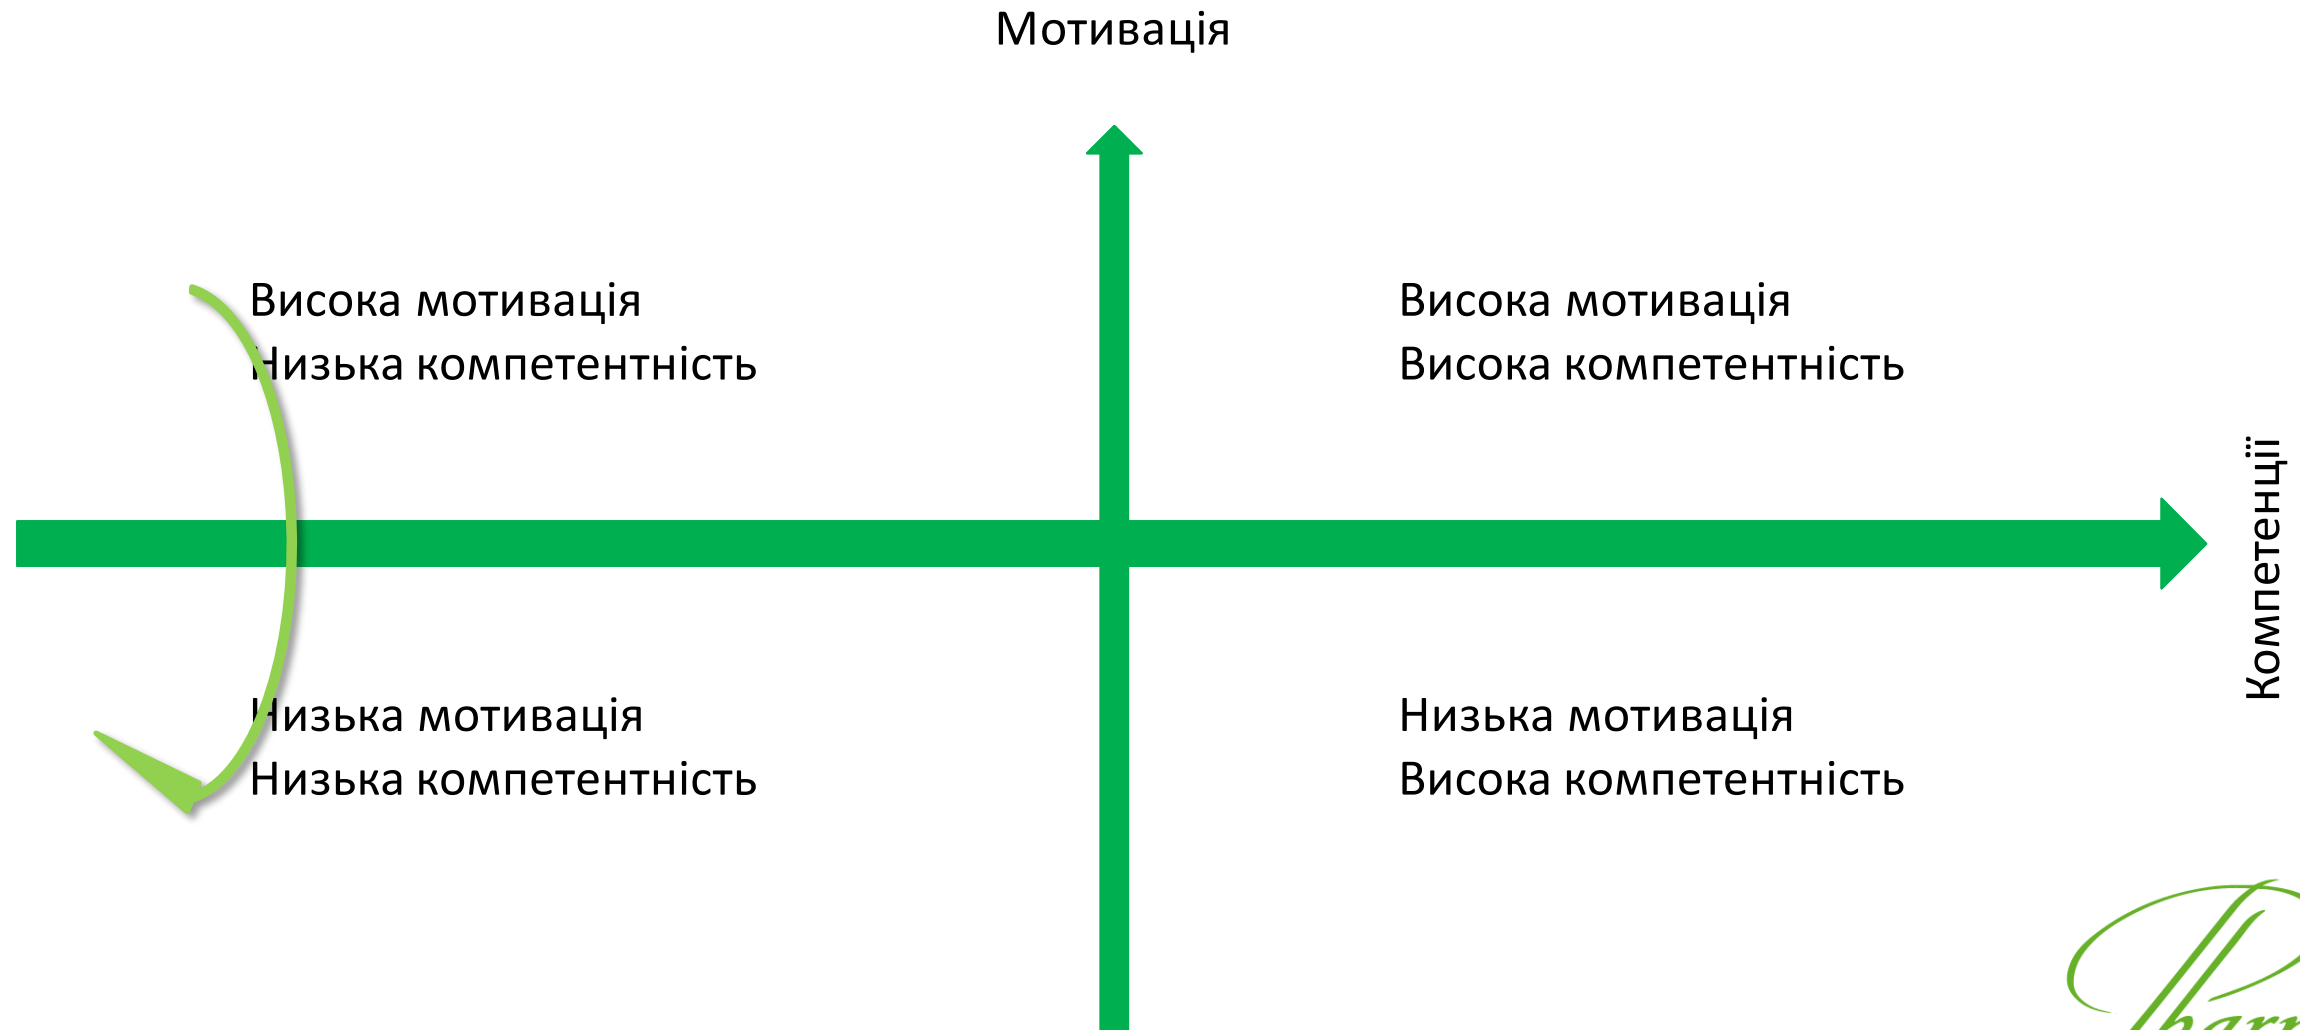 Мотивація
Висока мотивація
Низька компетентність
Висока мотивація
Висока компетентність
Компетенції
Низька мотивація
Низька компетентність
Низька мотивація
Висока компетентність